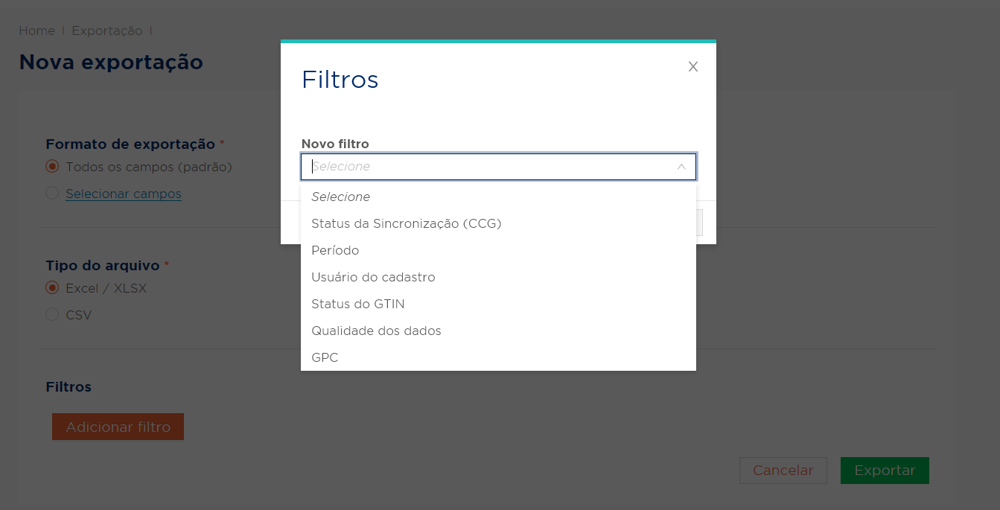 Home | Exportação |
Nova exportação
Formato de exportação *
Todos os campos (padrão)
Selecionar campos
Tipo do arquivo *
Excel / XLSX
CSV
Filtros
Adicionar filtro
Cancelar
Exportar
Filtros
X
Novo filtro
Selecione
Selecione
Status da Sincronização (CCG)
Período
Usuário do cadastro
Status do GTIN
Qualidade dos dados
GPC